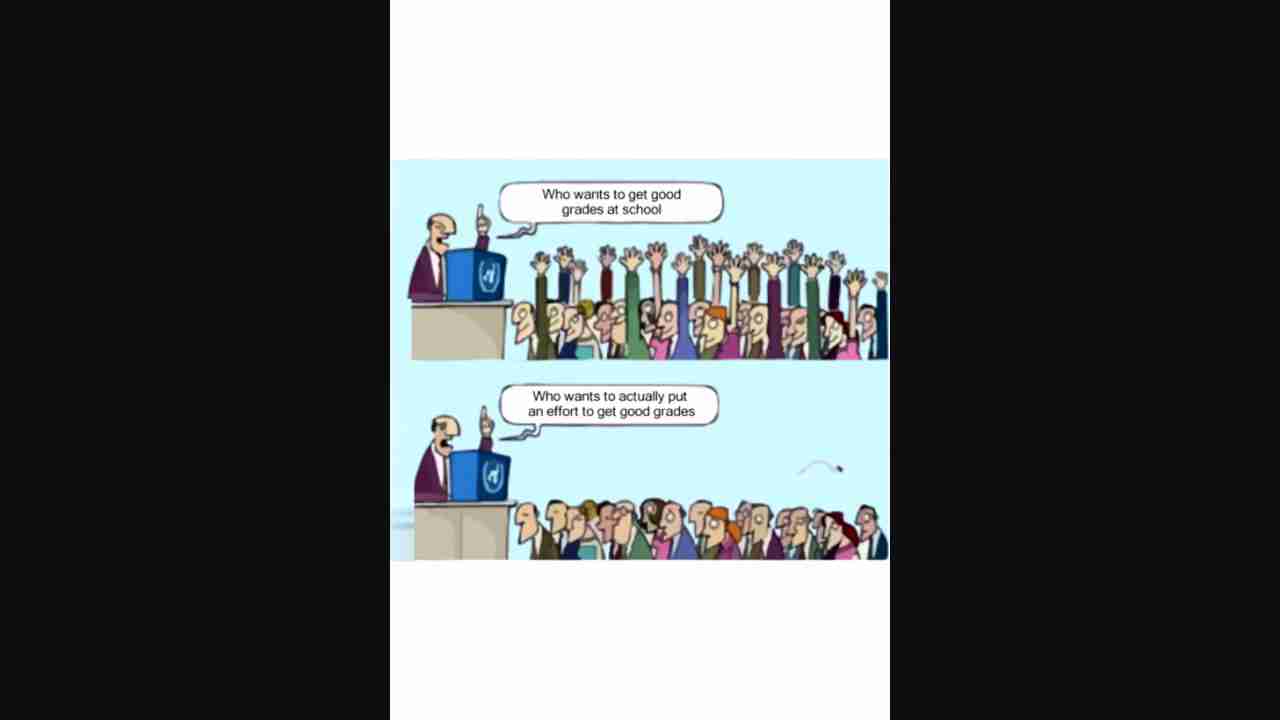 Who wants to get good
grades at school
Who wants to actually put
an effort to get good grades